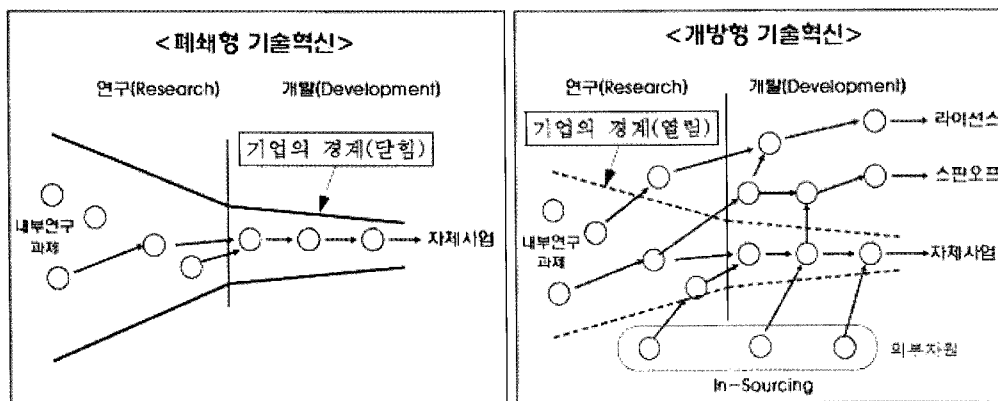 <폐쇄형 기술혁신>
연구(Research)
개발(Development)
기업의 경계(닫힘)
내부연구
과제
자체사업
<개방형 기술혁신>
연구(Research)
개발(Development)
기업의 경계(열림)
라이선스
스핀오프
내부연구
과제
자체사업
외부자원
In-Sourcing